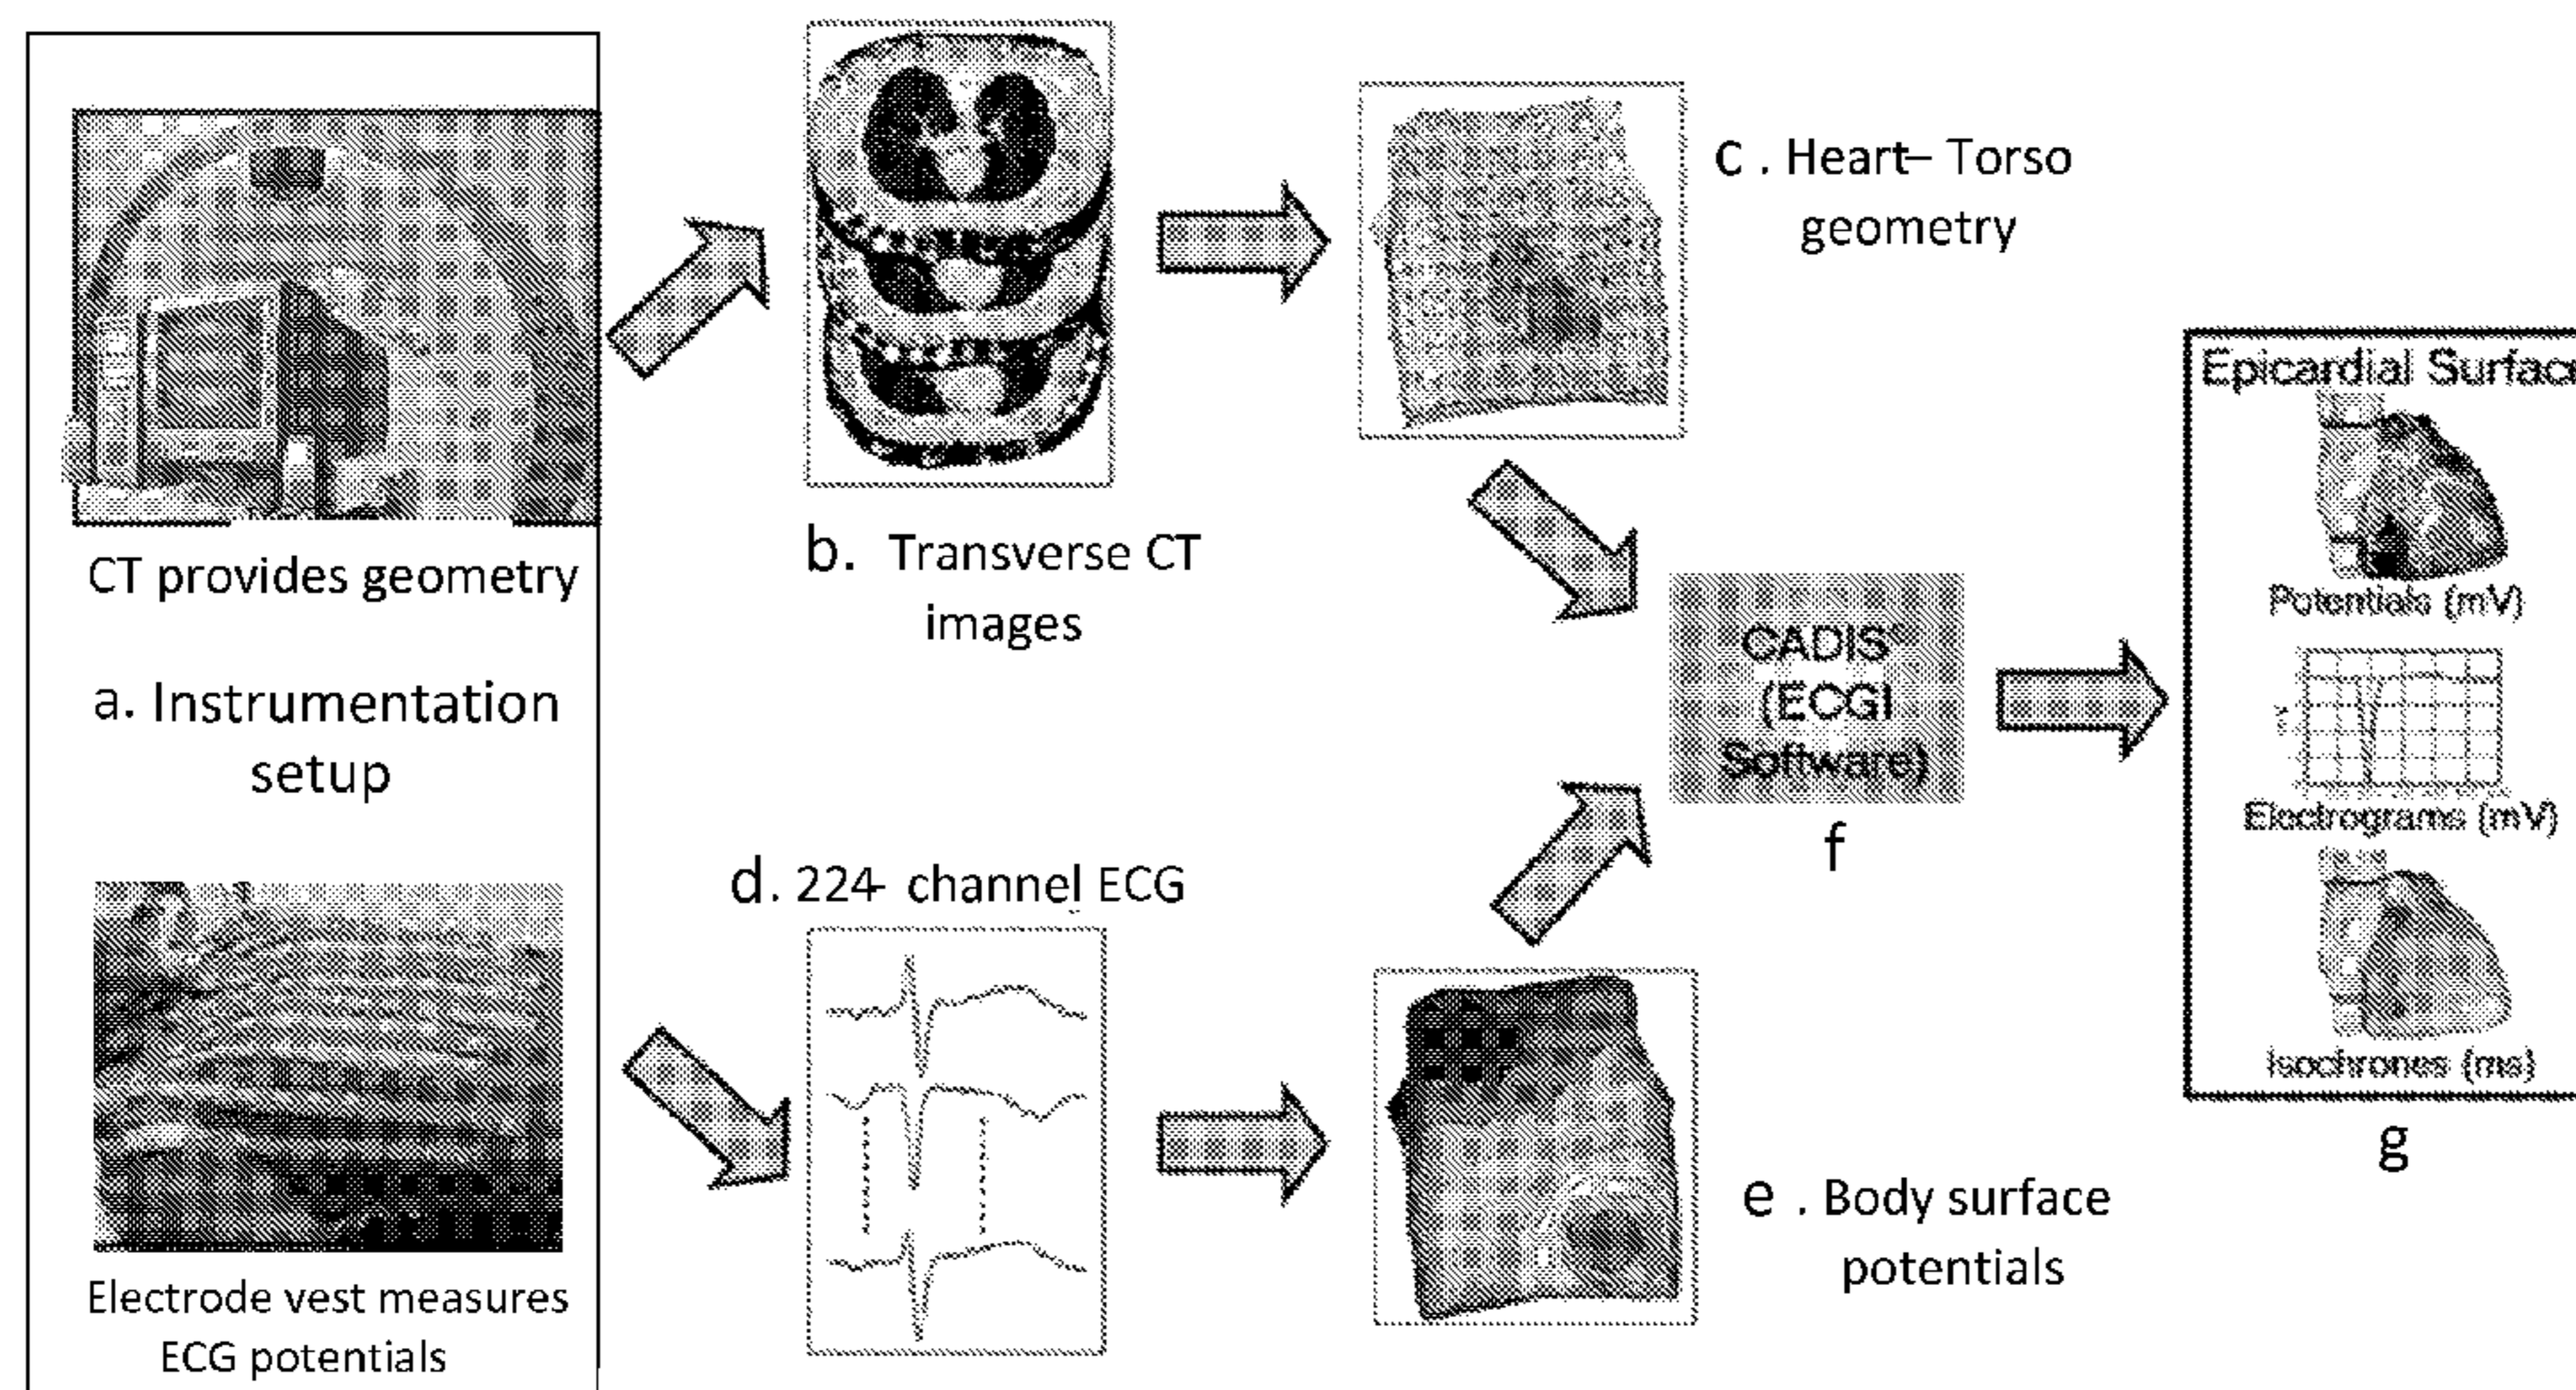 CT provides geometry
a. Instrumentation
setup
Electrode vest measures
ECG potentials
b. Transverse CT
images
c . Heart– Torso
geometry
d. 224- channel ECG
e . Body surface
potentials
CADIS©
(ECGI
Software)
f
Epicardial Surface
Potentials (mV)
Electrograms (mV)
Isochrones (ms)
g